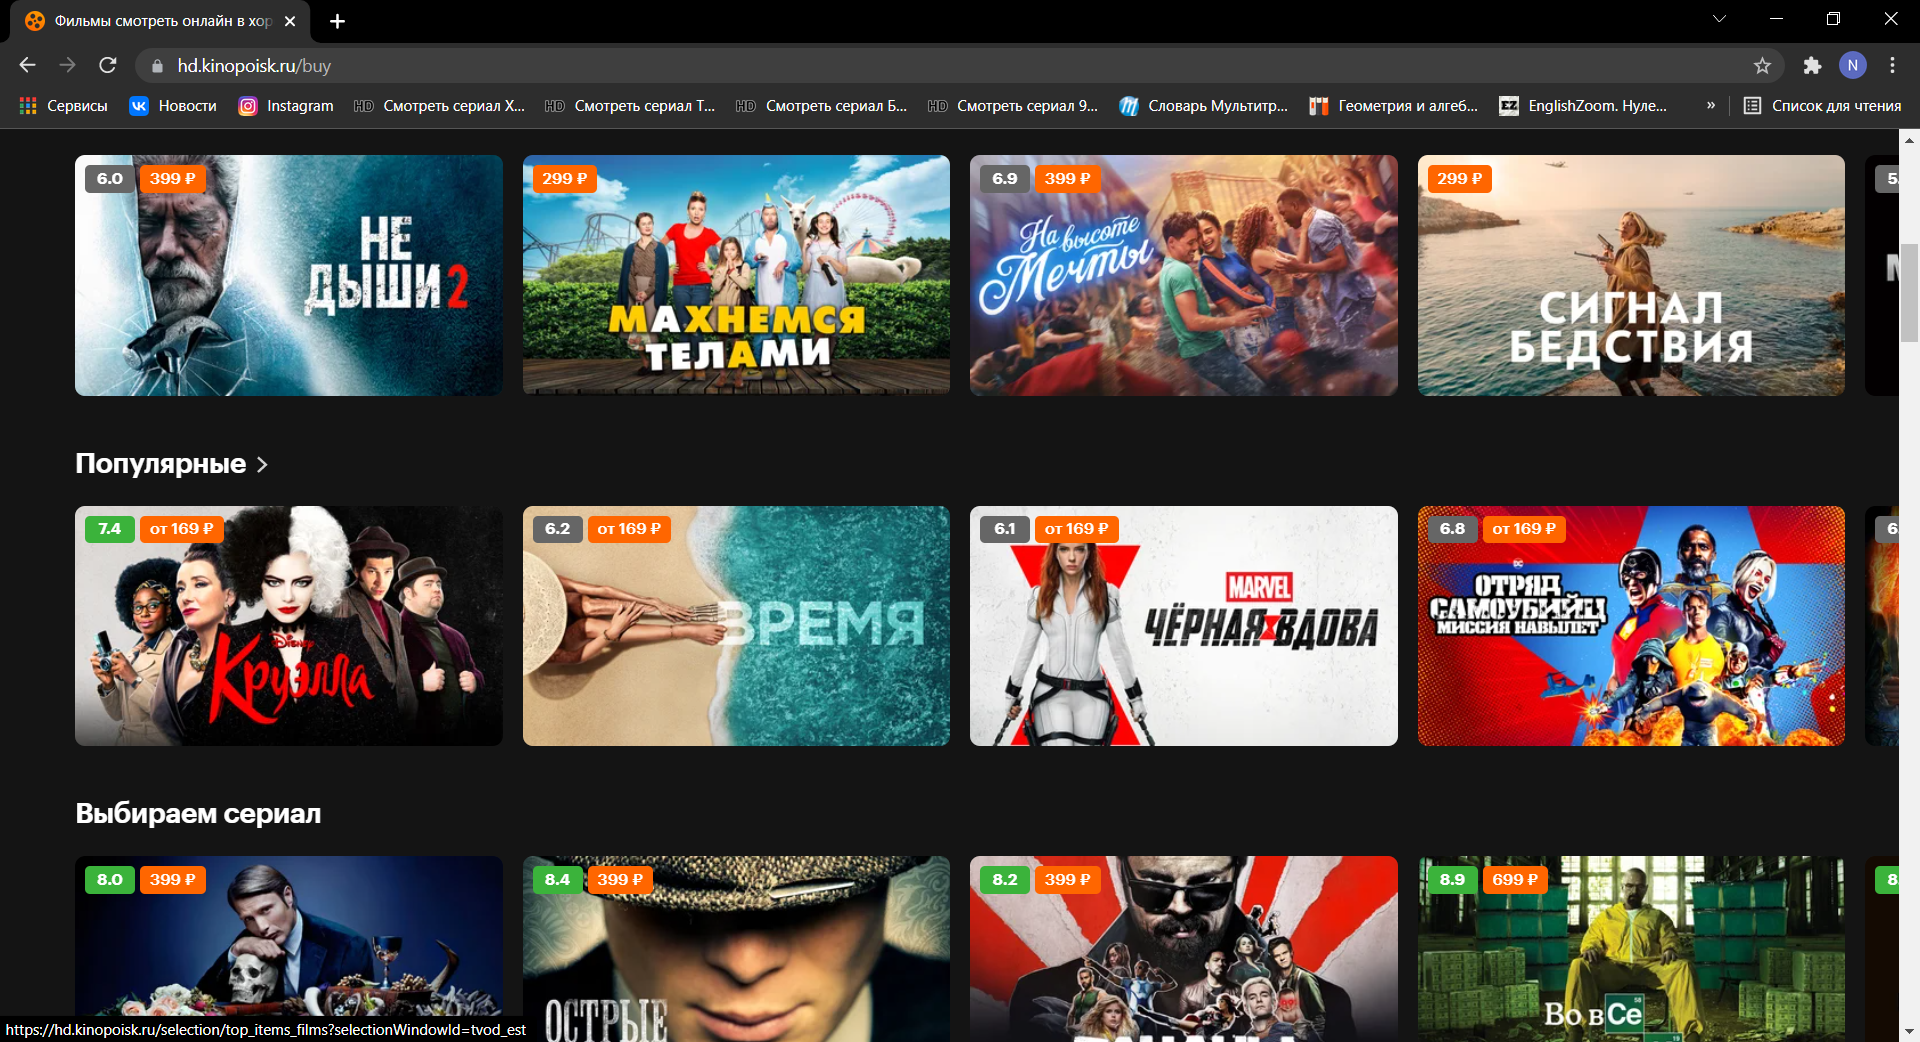 Фильмы смотреть онлайн в хор
hd.kinopoisk.ru/buy
N
Сервисы
Новости
Instagram
HD Смотреть сериал Х...
HD Смотреть сериал Т...
HD Смотреть сериал Б...
HD Смотреть сериал 9...
Словарь Мультитр...
Геометрия и алгеб...
EZ EnglishZoom. Нуле...
»
Список для чтения
6.0 399 ₽
НЕ
ДЫШИ 2
299 ₽
МАХНЕМСЯ
ТЕЛАМИ
6.9 399 ₽
На высоте
Мечты
299 ₽
СИГНАЛ
БЕДСТВИЯ
Популярные >
7.4 от 169 ₽
Disney
Круэлла
6.2 от 169 ₽
ВРЕМЯ
6.1 от 169 ₽
MARVEL
ЧЁРНАЯ ВДОВА
6.8 от 169 ₽
DC
ОТРЯД
САМОУБИЙЦ
МИССИЯ НАВЫЛЕТ
Выбираем сериал
8.0 399 ₽
8.4 399 ₽
ОСТРЫЕ
8.2 399 ₽
8.9 699 ₽
Во все
https://hd.kinopoisk.ru/selection/top_items_films?selectionWindowId=tvod_est